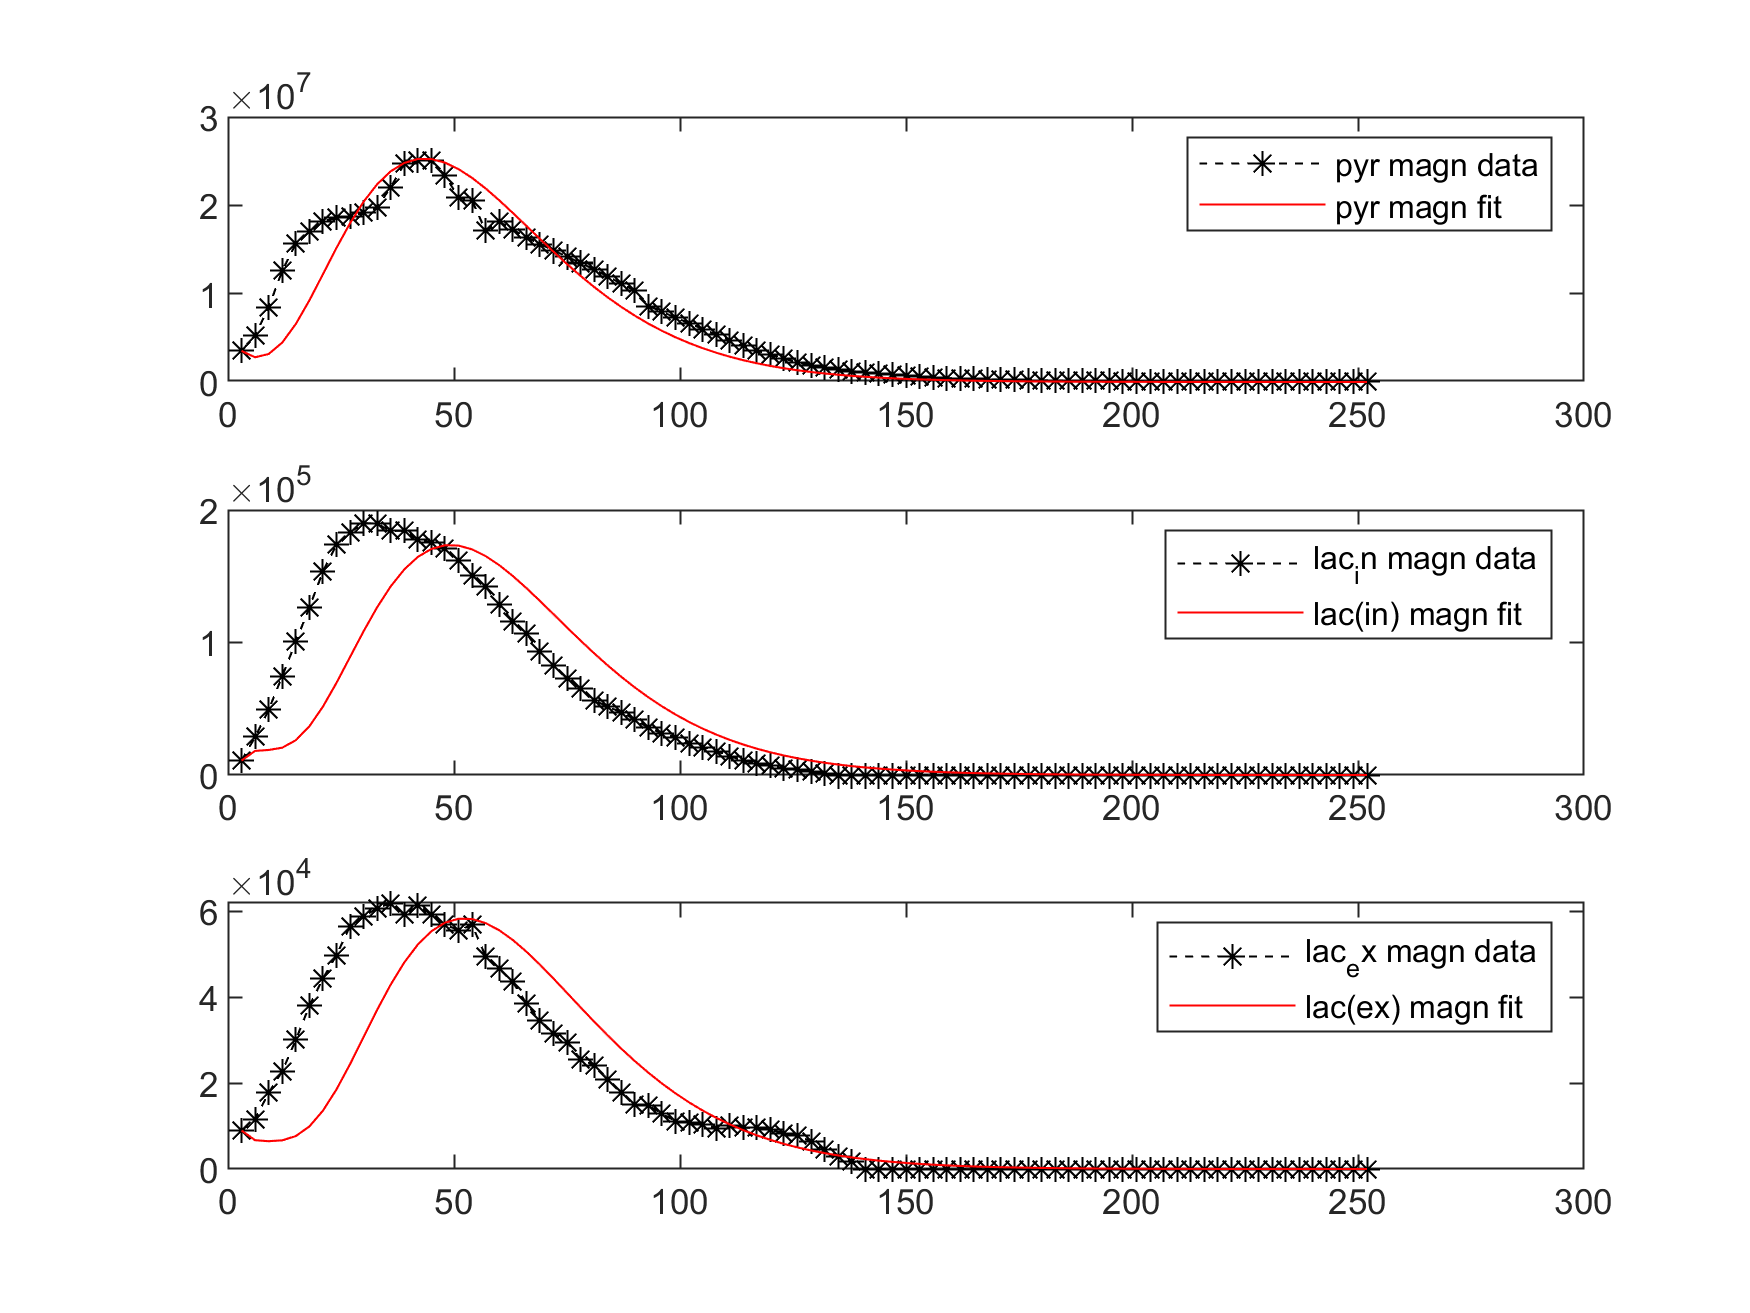 ×10^7
3
2
1
0
0 50 100 150 200 250 300
pyr magn data
pyr magn fit
×10^5
2
1
0
0 50 100 150 200 250 300
lac_in magn data
lac(in) magn fit
×10^4
6
4
2
0
0 50 100 150 200 250 300
lac_ex magn data
lac(ex) magn fit